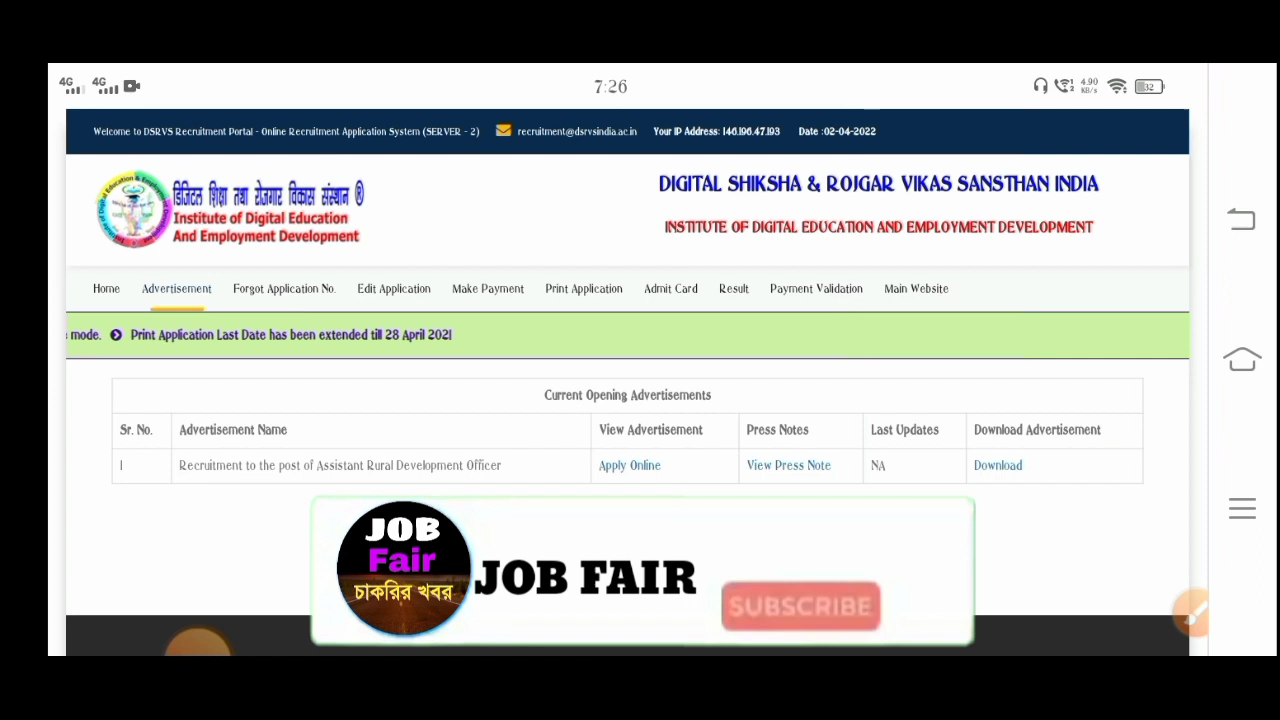 4G 4G 7:26 4.90 KB/s 32
Welcome to DSRVS Recruitment Portal - Online Recruitment Application System (SERVER - 2) recruitment@dsrvsindia.ac.in Your IP Address: 146.196.47.193 Date :02-04-2022
डिजिटल शिक्षा तथा रोजगार विकास संस्थान ®
Institute of Digital Education
And Employment Development
DIGITAL SHIKSHA & ROJGAR VIKAS SANSTHAN INDIA
INSTITUTE OF DIGITAL EDUCATION AND EMPLOYMENT DEVELOPMENT
Home Advertisement Forgot Application No. Edit Application Make Payment Print Application Admit Card Result Payment Validation Main Website
mode. Print Application Last Date has been extended till 28 April 2021
Current Opening Advertisements
Sr. No. Advertisement Name View Advertisement Press Notes Last Updates Download Advertisement
1 Recruitment to the post of Assistant Rural Development Officer Apply Online View Press Note NA Download
JOB
Fair
চাকরির খবর
JOB FAIR
SUBSCRIBE